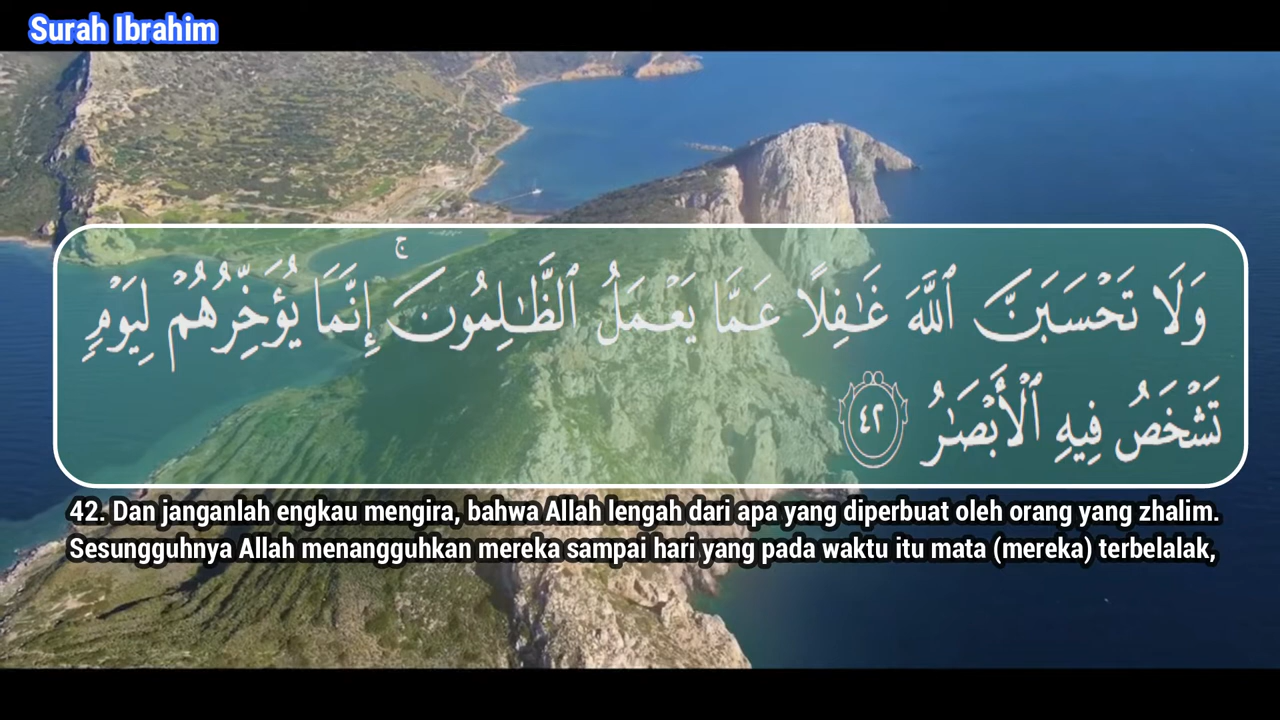 Surah Ibrahim
وَلَا تَحْسَبَنَّ ٱللَّهَ غَٰفِلًا عَمَّا يَعْمَلُ ٱلظَّٰلِمُونَ ۚ إِنَّمَا يُؤَخِّرُهُمْ لِيَوْمٍ
تَشْخَصُ فِيهِ ٱلْأَبْصَٰرُ ٤٢
42. Dan janganlah engkau mengira, bahwa Allah lengah dari apa yang diperbuat oleh orang yang zhalim.
Sesungguhnya Allah menangguhkan mereka sampai hari yang pada waktu itu mata (mereka) terbelalak,